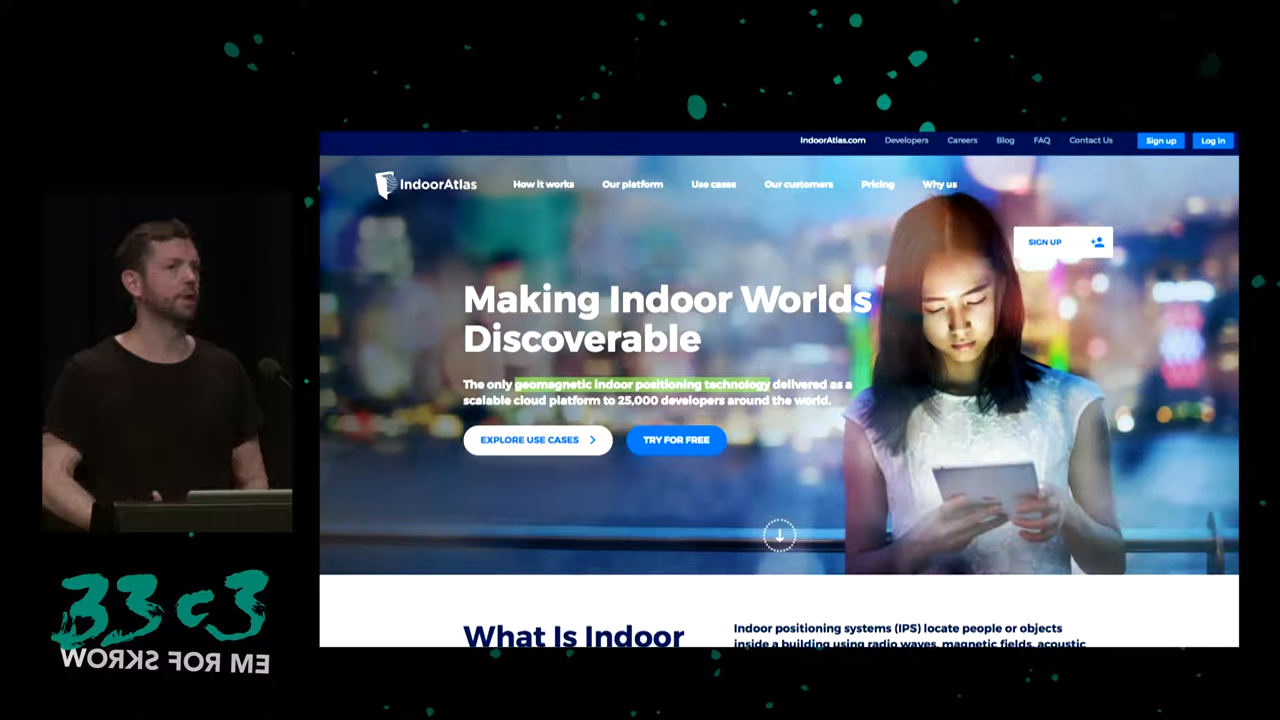 IndoorAtlas.com Developers Careers Blog FAQ Contact Us Sign up Log in
IndoorAtlas How it works Our platform Use cases Our customers Pricing Why us
SIGN UP
Making Indoor Worlds
Discoverable
The only geomagnetic indoor positioning technology delivered as a
scalable cloud platform to 25,000 developers around the world.
EXPLORE USE CASES TRY FOR FREE
What Is Indoor
Indoor positioning systems (IPS) locate people or objects
inside a building using radio waves, magnetic fields, acoustic
33c3
WORKS FOR ME